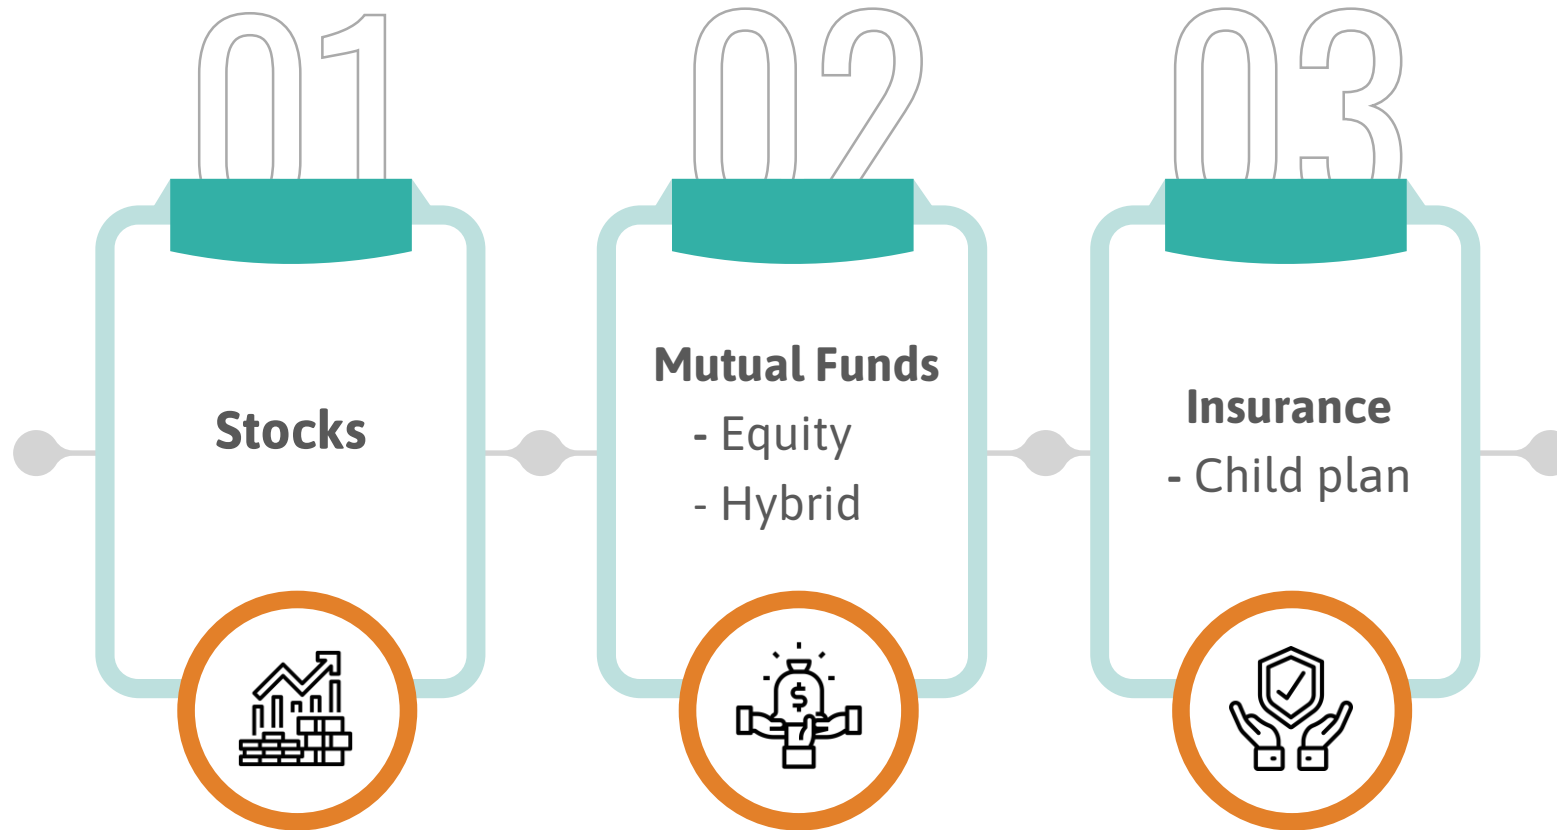 01
Stocks
02
Mutual Funds
- Equity
- Hybrid
$
03
Insurance
- Child plan